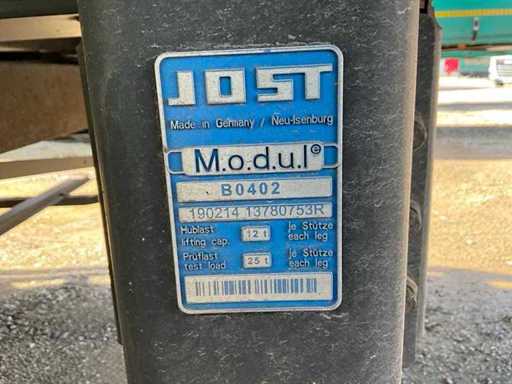 JOST
Made in Germany / Neu-Isenburg
M.o.d.u.l e
B0402
190214 13780753R
Hublast 12 t je Stütze
lifting cap. each leg
Prüflast 25 t je Stütze
test load each leg